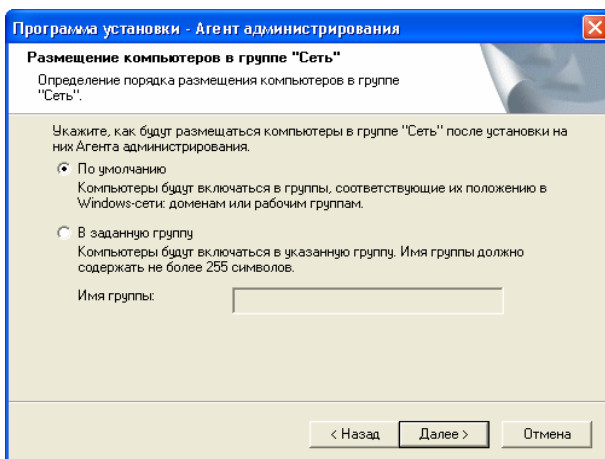 Программа установки - Агент администрирования
Размещение компьютеров в группе "Сеть"
Определение порядка размещения компьютеров в группе
"Сеть".
Укажите, как будут размещаться компьютеры в группе "Сеть" после установки на
них Агента администрирования.
По умолчанию
Компьютеры будут включаться в группы, соответствующие их положению в
Windows-сети: доменам или рабочим группам.
В заданную группу
Компьютеры будут включаться в указанную группу. Имя группы должно
содержать не более 255 символов.
Имя группы:
< Назад Далее > Отмена